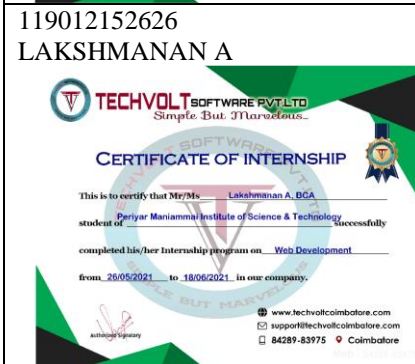 119012152626
LAKSHMANAN A
TECHVOLT SOFTWARE PVT LTD
Simple But Marvelous...
CERTIFICATE OF INTERNSHIP
This is to certify that Mr/Ms Lakshmanan A, BCA
student of Periyar Maniammai Institute of Science & Technology successfully
completed his/her Internship program on Web Development
from 26/05/2021 to 18/06/2021 in our company.
SIMPLE BUT MARVELOUS
Authorized Signatory
www.techvoltcoimbatore.com
support@techvoltcoimbatore.com
84289-83975 Coimbatore